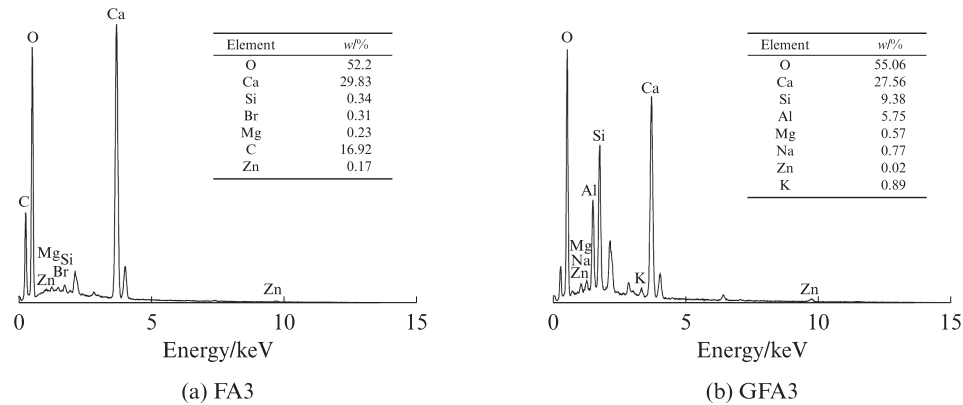 Ca
O
Element w/%
O 52.2
Ca 29.83
Si 0.34
Br 0.31
Mg 0.23
C 16.92
Zn 0.17
C
Mg
Si
Br
Zn
Zn
0 5 10 15
Energy/keV
(a) FA3
O
Element w/%
O 55.06
Ca 27.56
Si 9.38
Al 5.75
Mg 0.57
Na 0.77
Zn 0.02
K 0.89
Ca
Si
Al
Mg
Na
Zn
K
Zn
0 5 10 15
Energy/keV
(b) GFA3